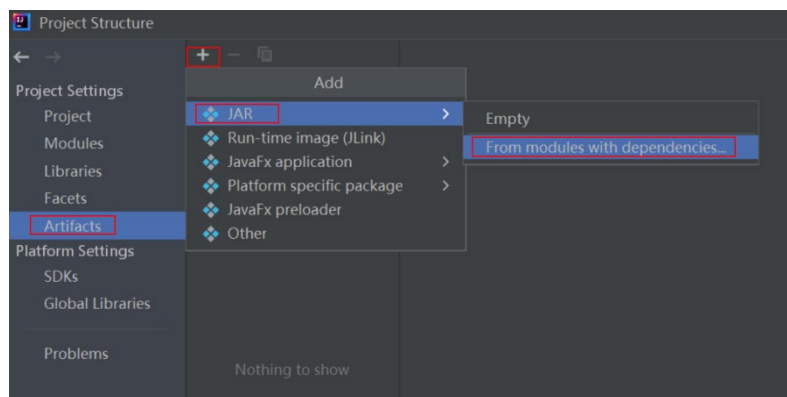 Project Structure
Project Settings
Project
Modules
Libraries
Facets
Artifacts
Platform Settings
SDKs
Global Libraries
Problems
Add
JAR
Run-time image (JLink)
JavaFx application
Platform specific package
JavaFx preloader
Other
Empty
From modules with dependencies...
Nothing to show